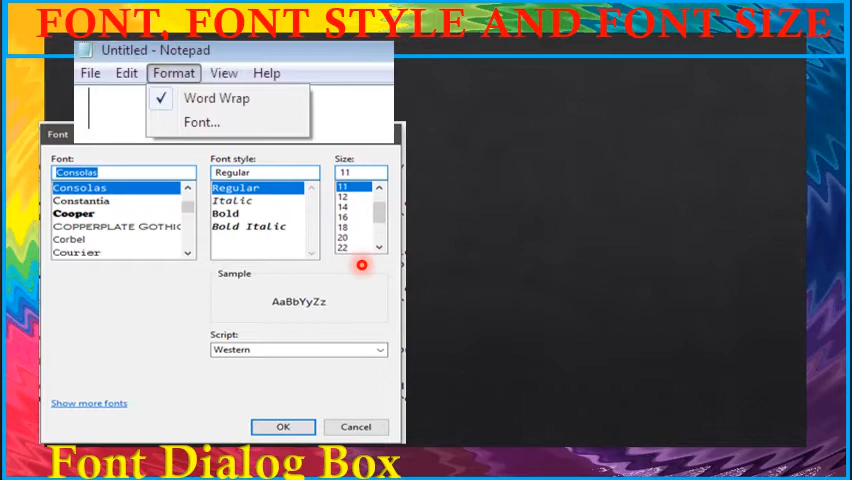 FONT, FONT STYLE AND FONT SIZE
Untitled - Notepad
File Edit Format View Help
Word Wrap
Font...
Font
Font: Font style: Size:
Consolas Regular 11
Consolas Regular 11
Constantia Italic 12
Cooper Bold 14
COPPERPLATE GOTHIC Bold Italic 16
Corbel 18
Courier 20
22
Sample
AaBbYyZz
Script:
Western
Show more fonts
OK Cancel
Font Dialog Box